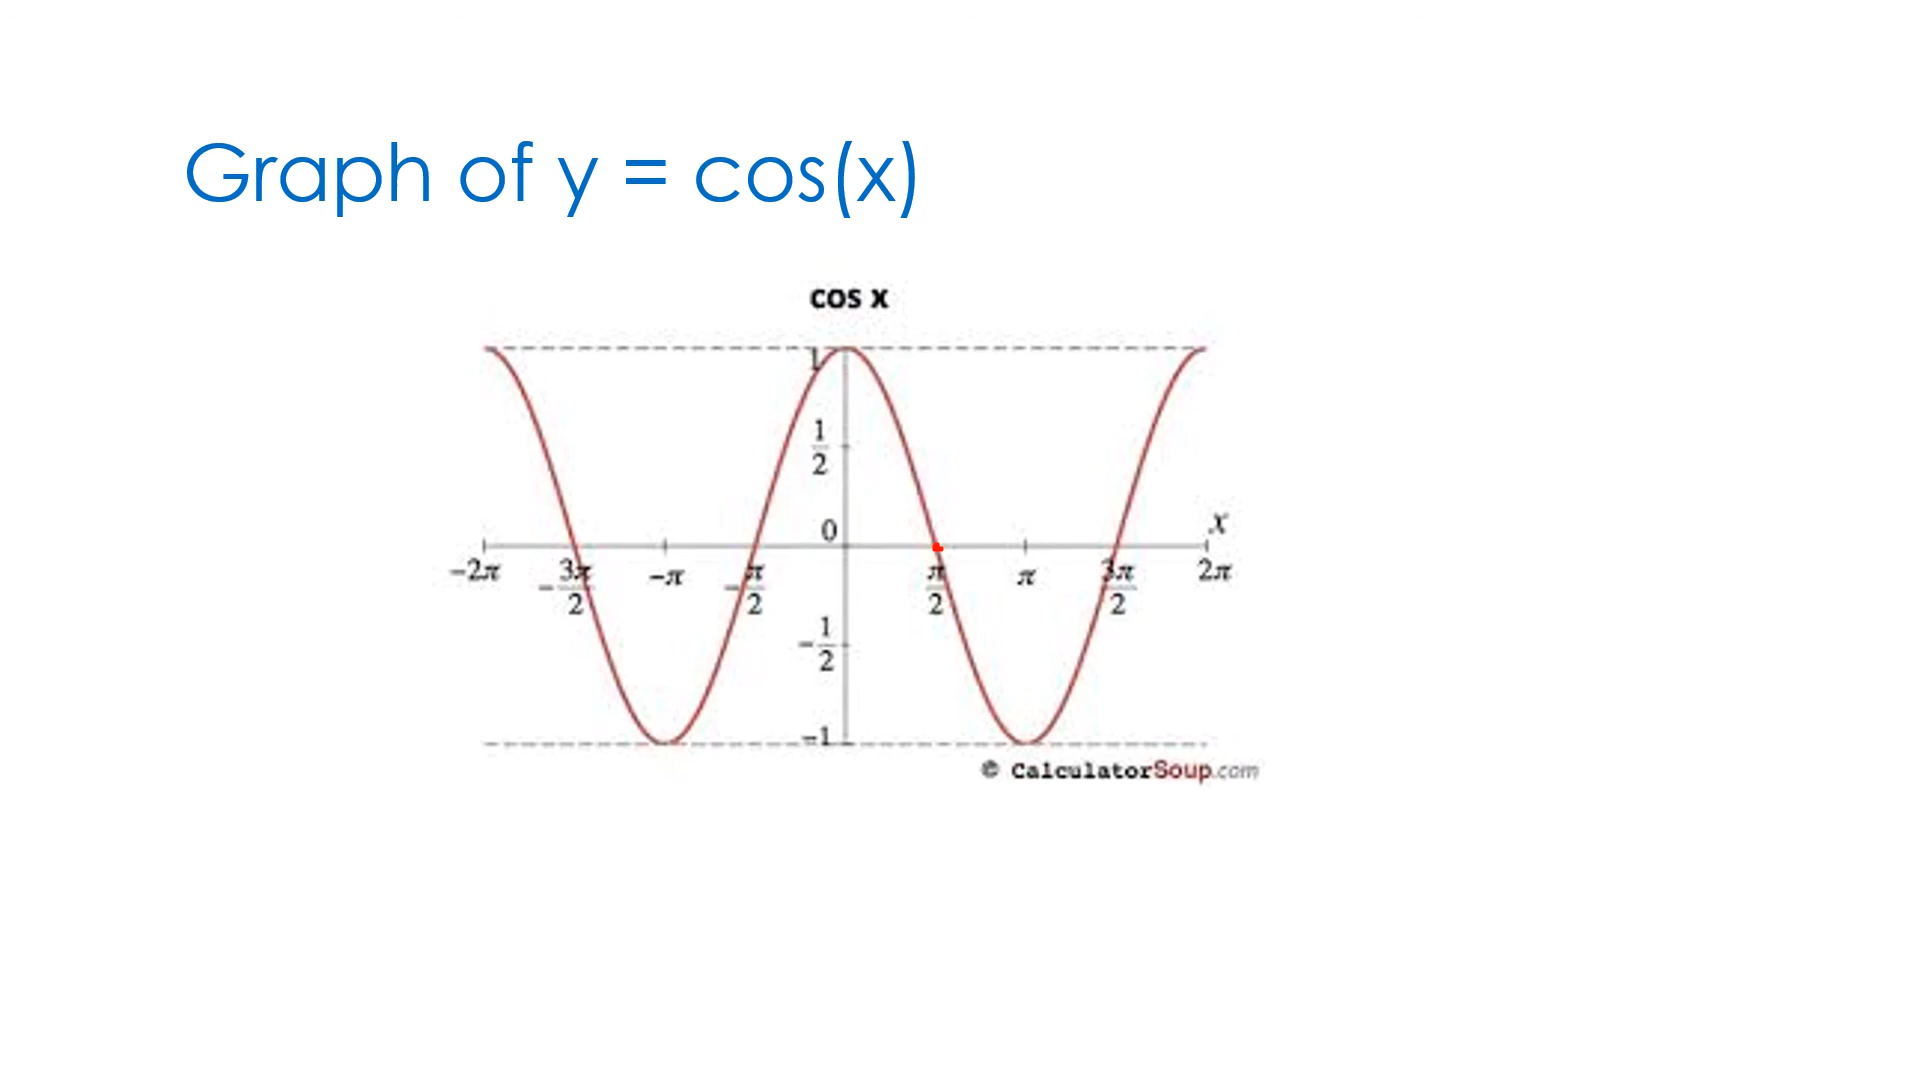 Graph of y = cos(x)
cos x
1
1/2
0
x
−2π
−3π/2
−π
−π/2
π/2
π
3π/2
2π
−1/2
−1
© CalculatorSoup.com